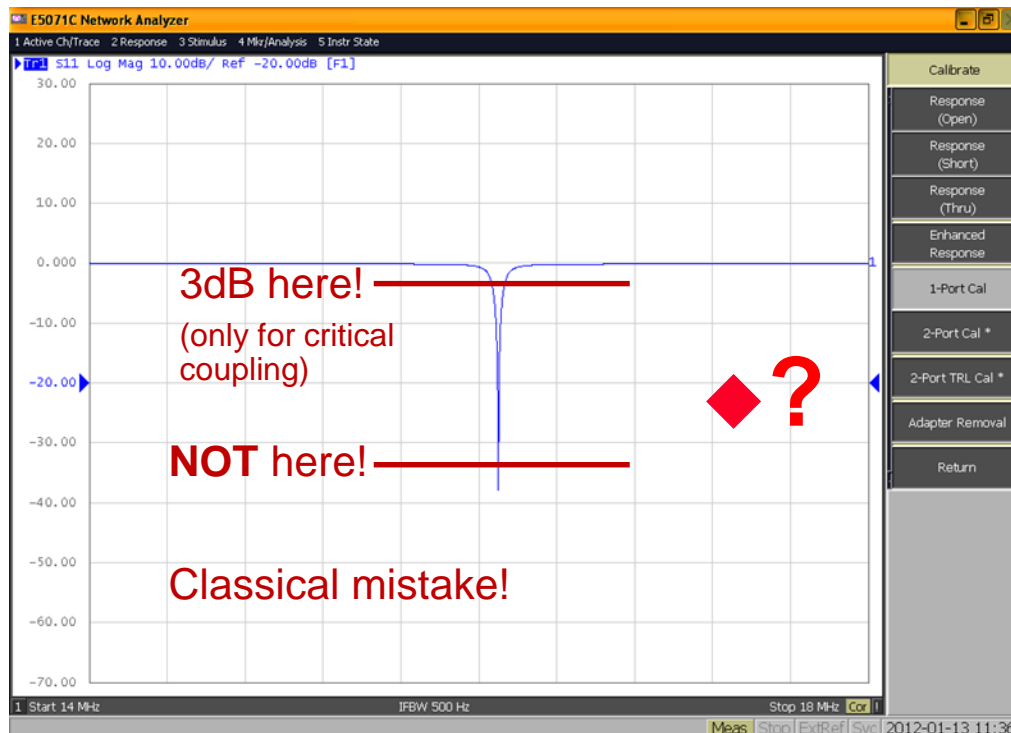 E5071C Network Analyzer
1 Active Ch/Trace 2 Response 3 Stimulus 4 Mkr/Analysis 5 Instr State
Tr1 S11 Log Mag 10.00dB/ Ref -20.00dB [F1]
30.00
20.00
10.00
0.000
-10.00
-20.00
-30.00
-40.00
-50.00
-60.00
-70.00
1
3dB here!
(only for critical
coupling)
?
NOT here!
Classical mistake!
Calibrate
Response
(Open)
Response
(Short)
Response
(Thru)
Enhanced
Response
1-Port Cal
2-Port Cal *
2-Port TRL Cal *
Adapter Removal
Return
1 Start 14 MHz IFBW 500 Hz Stop 18 MHz Cor !
Meas Stop ExtRef Svc 2012-01-13 11:36